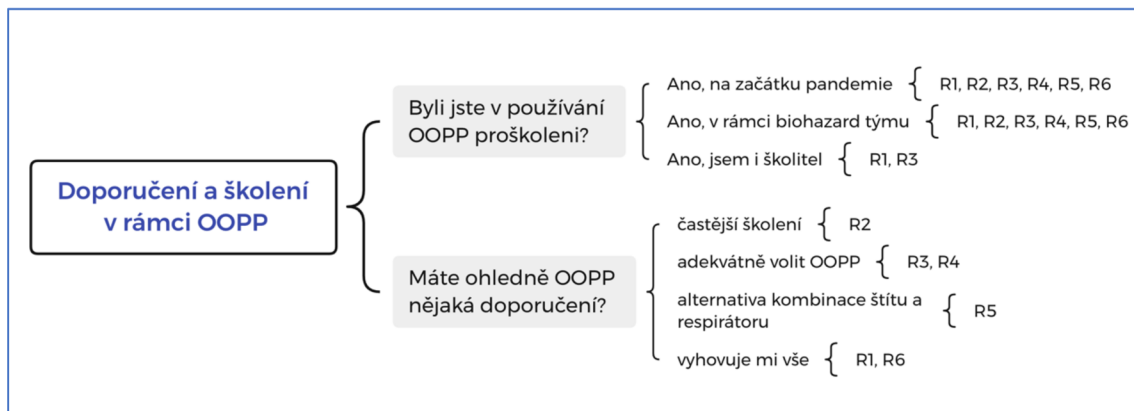 Doporučení a školení
v rámci OOPP
Byli jste v používání
OOPP proškoleni?
Ano, na začátku pandemie
R1, R2, R3, R4, R5, R6
Ano, v rámci biohazard týmu
R1, R2, R3, R4, R5, R6
Ano, jsem i školitel
R1, R3
Máte ohledně OOPP
nějaká doporučení?
častější školení
R2
adekvátně volit OOPP
R3, R4
alternativa kombinace štítu a
respirátoru
R5
vyhovuje mi vše
R1, R6